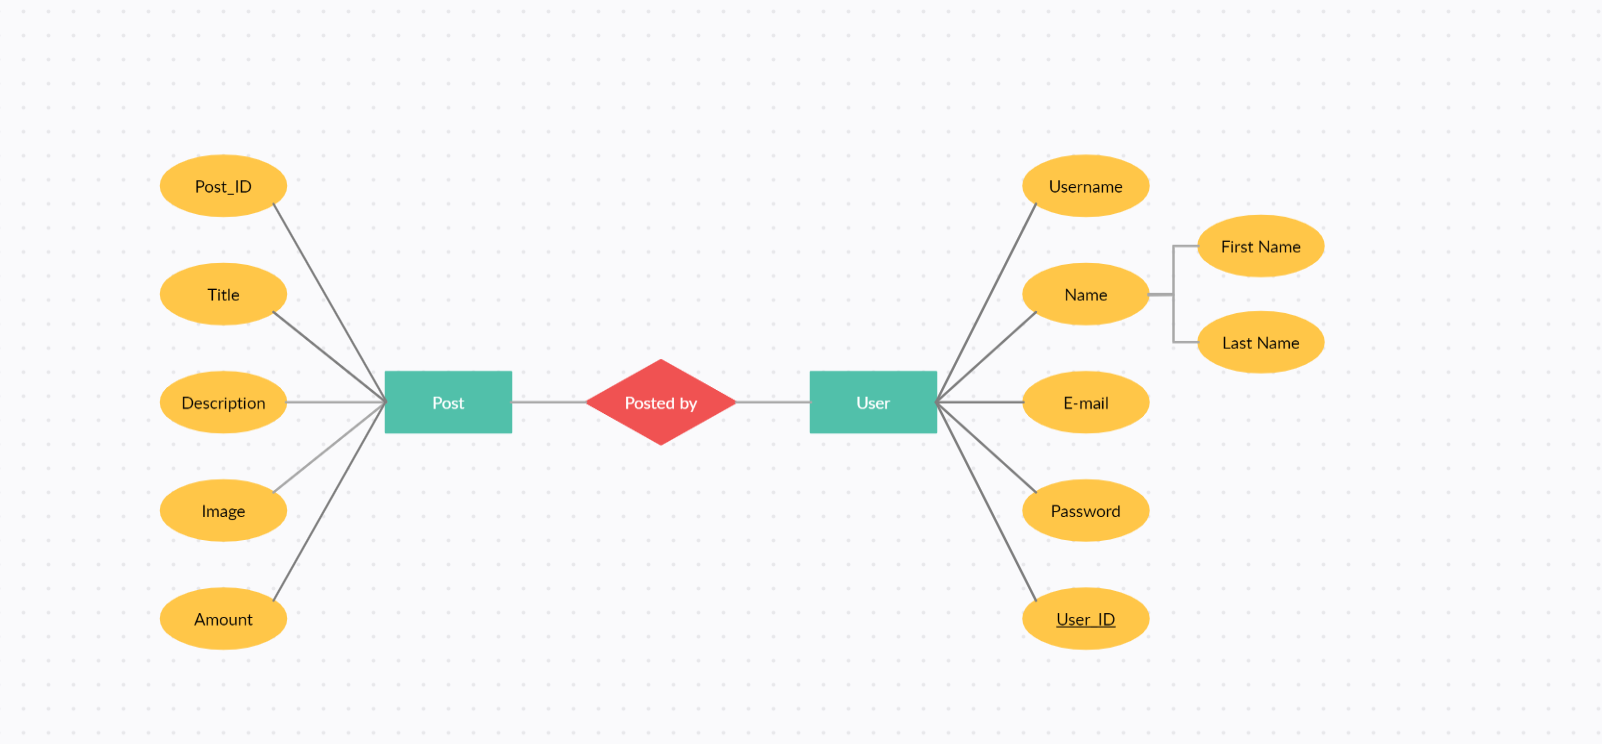 Post_ID
Title
Description
Image
Amount
Post
Posted by
User
Username
Name
First Name
Last Name
E-mail
Password
User_ID